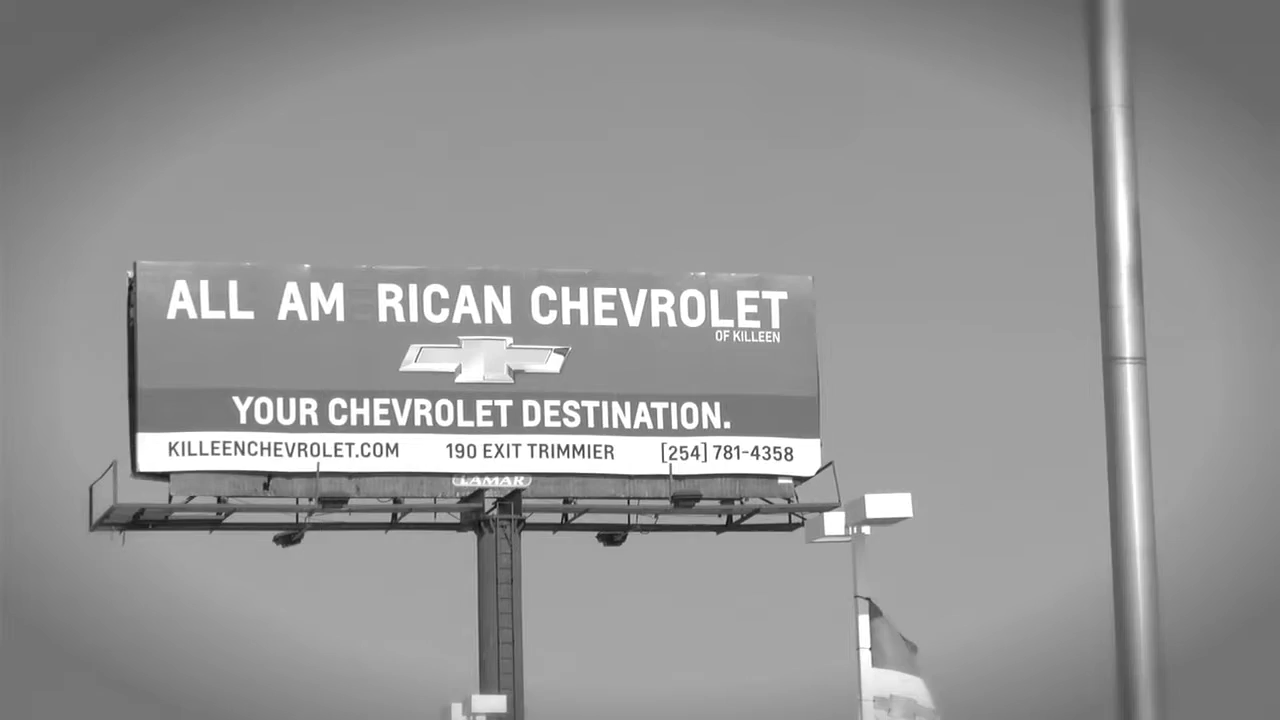 ALL AM RICAN CHEVROLET
OF KILLEEN
YOUR CHEVROLET DESTINATION.
KILLEENCHEVROLET.COM 190 EXIT TRIMMIER [254] 781-4358
LAMAR